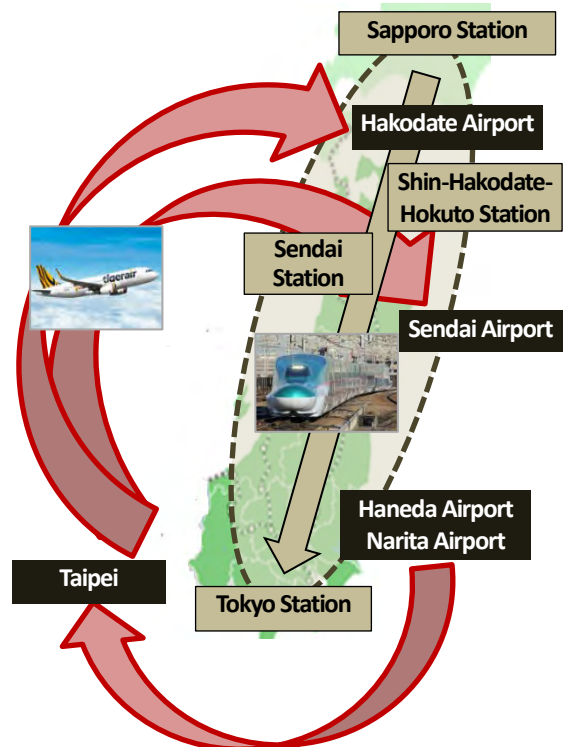 Sapporo Station
Hakodate Airport
Shin-Hakodate-
Hokuto Station
Sendai
Station
tigerair
Sendai Airport
Haneda Airport
Narita Airport
Taipei
Tokyo Station